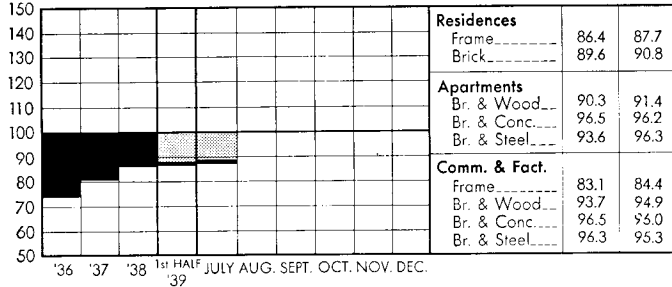 150
140
130
120
110
100
90
80
70
60
50
'36 '37 '38 1st HALF '39 JULY AUG. SEPT. OCT. NOV. DEC.
Residences
Frame 86.4 87.7
Brick 89.6 90.8
Apartments
Br. & Wood 90.3 91.4
Br. & Conc. 96.5 96.2
Br. & Steel 93.6 96.3
Comm. & Fact.
Frame 83.1 84.4
Br. & Wood 93.7 94.9
Br. & Conc. 96.5 96.0
Br. & Steel 96.3 95.3